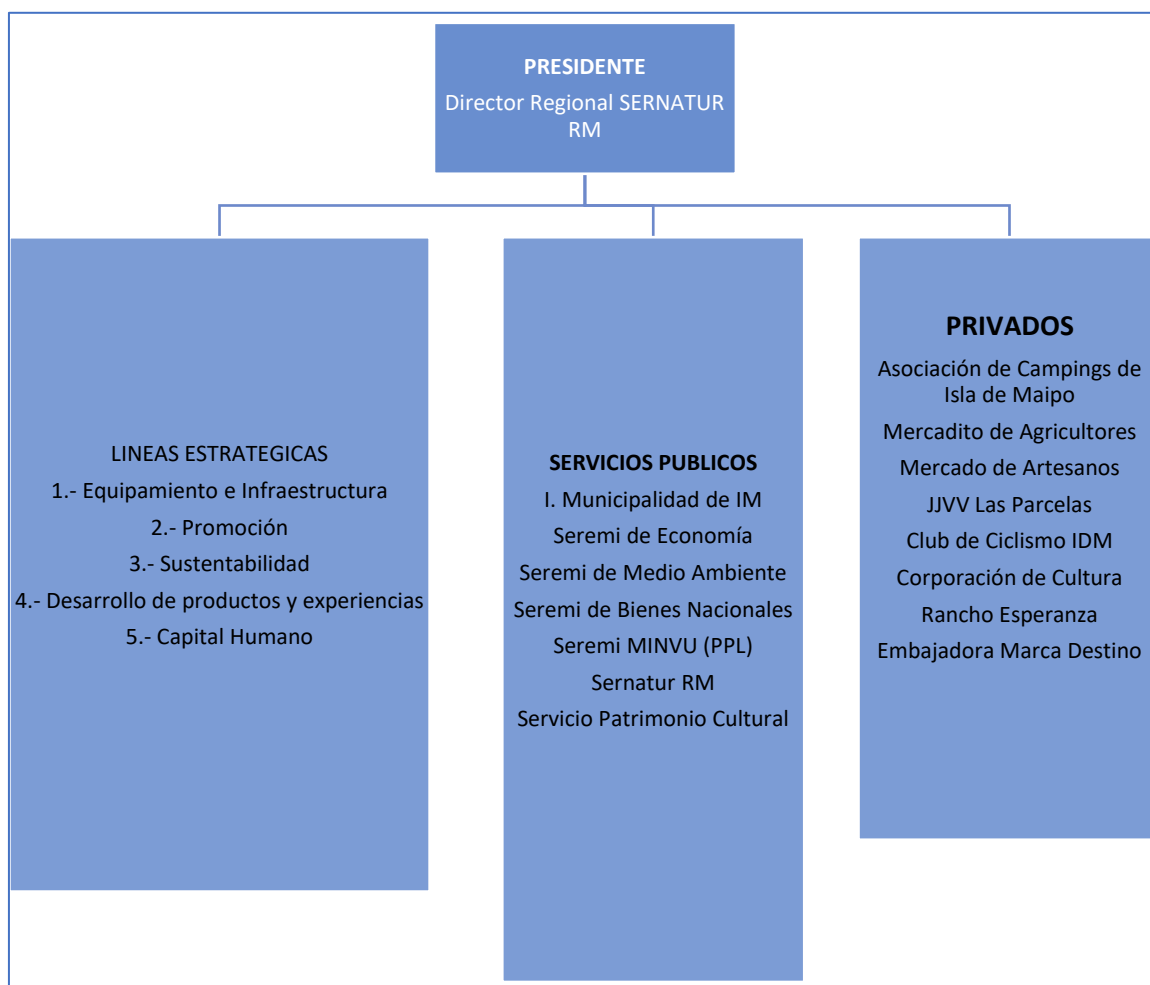 PRESIDENTE
Director Regional SERNATUR
RM
LINEAS ESTRATEGICAS
1.- Equipamiento e Infraestructura
2.- Promoción
3.- Sustentabilidad
4.- Desarrollo de productos y experiencias
5.- Capital Humano
SERVICIOS PUBLICOS
I. Municipalidad de IM
Seremi de Economía
Seremi de Medio Ambiente
Seremi de Bienes Nacionales
Seremi MINVU (PPL)
Sernatur RM
Servicio Patrimonio Cultural
PRIVADOS
Asociación de Campings de
Isla de Maipo
Mercadito de Agricultores
Mercado de Artesanos
JJVV Las Parcelas
Club de Ciclismo IDM
Corporación de Cultura
Rancho Esperanza
Embajadora Marca Destino